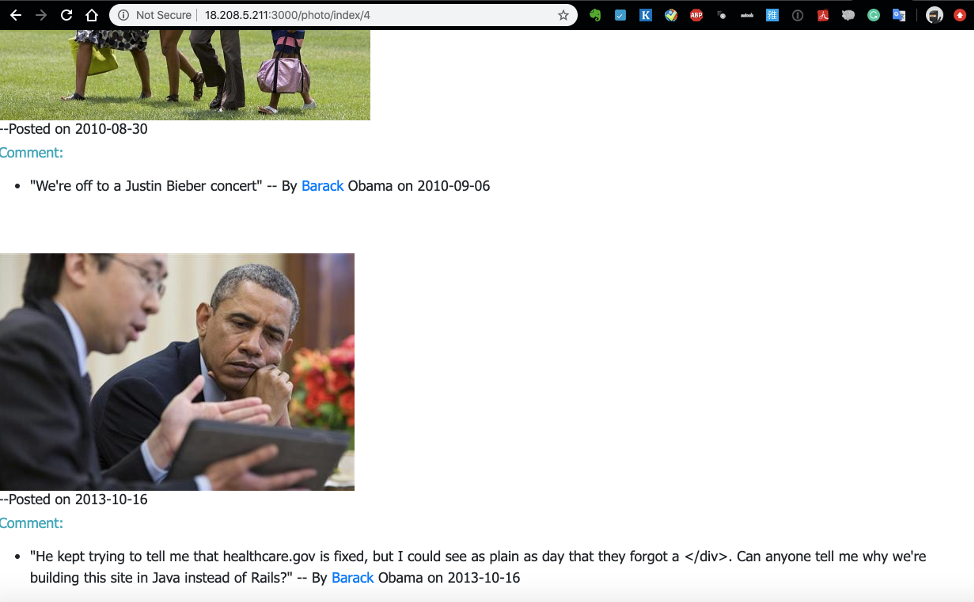 Not Secure | 18.208.5.211:3000/photo/index/4
--Posted on 2010-08-30
Comment:
• "We're off to a Justin Bieber concert" -- By Barack Obama on 2010-09-06
--Posted on 2013-10-16
Comment:
• "He kept trying to tell me that healthcare.gov is fixed, but I could see as plain as day that they forgot a </div>. Can anyone tell me why we're
building this site in Java instead of Rails?" -- By Barack Obama on 2013-10-16